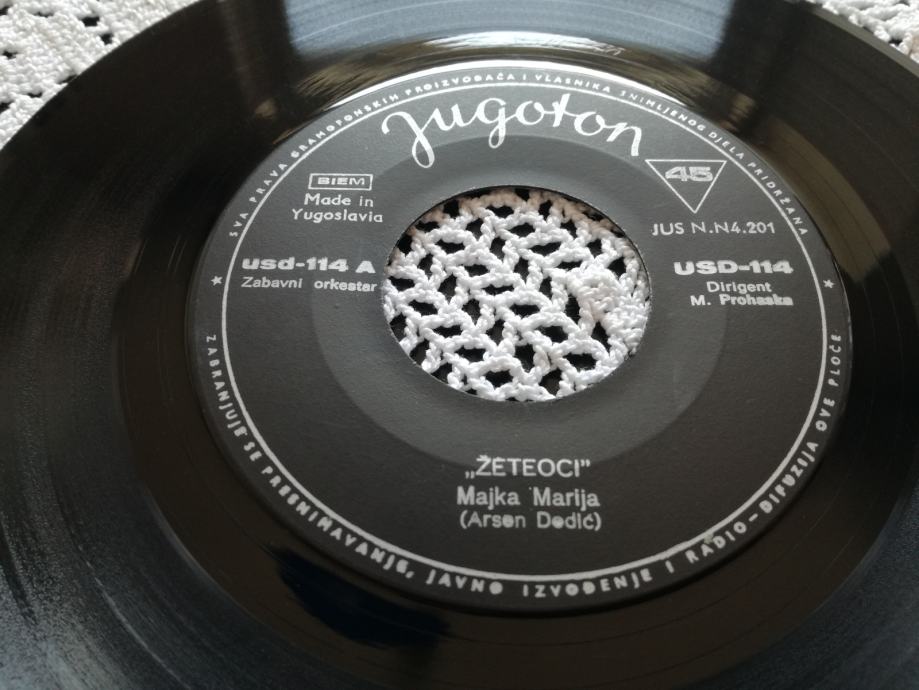 SVA PRAVA GRAMOFONSKIH PROIZVOĐAČA I VLASNIKA SNIMLJENOG DJELA PRIDRŽANA
Jugoton
BIEM
Made in
Yugoslavia
45
JUS N.N4.201
usd-114 A
Zabavni orkestar
USD-114
Dirigent
M. Prohaska
„ŽETEOCI”
Majka Marija
(Arsen Dedić)
ZABRANJUJE SE PRESNIMAVANJE, JAVNO IZVOĐENJE I RADIO-DIFUZIJA OVE PLOČE